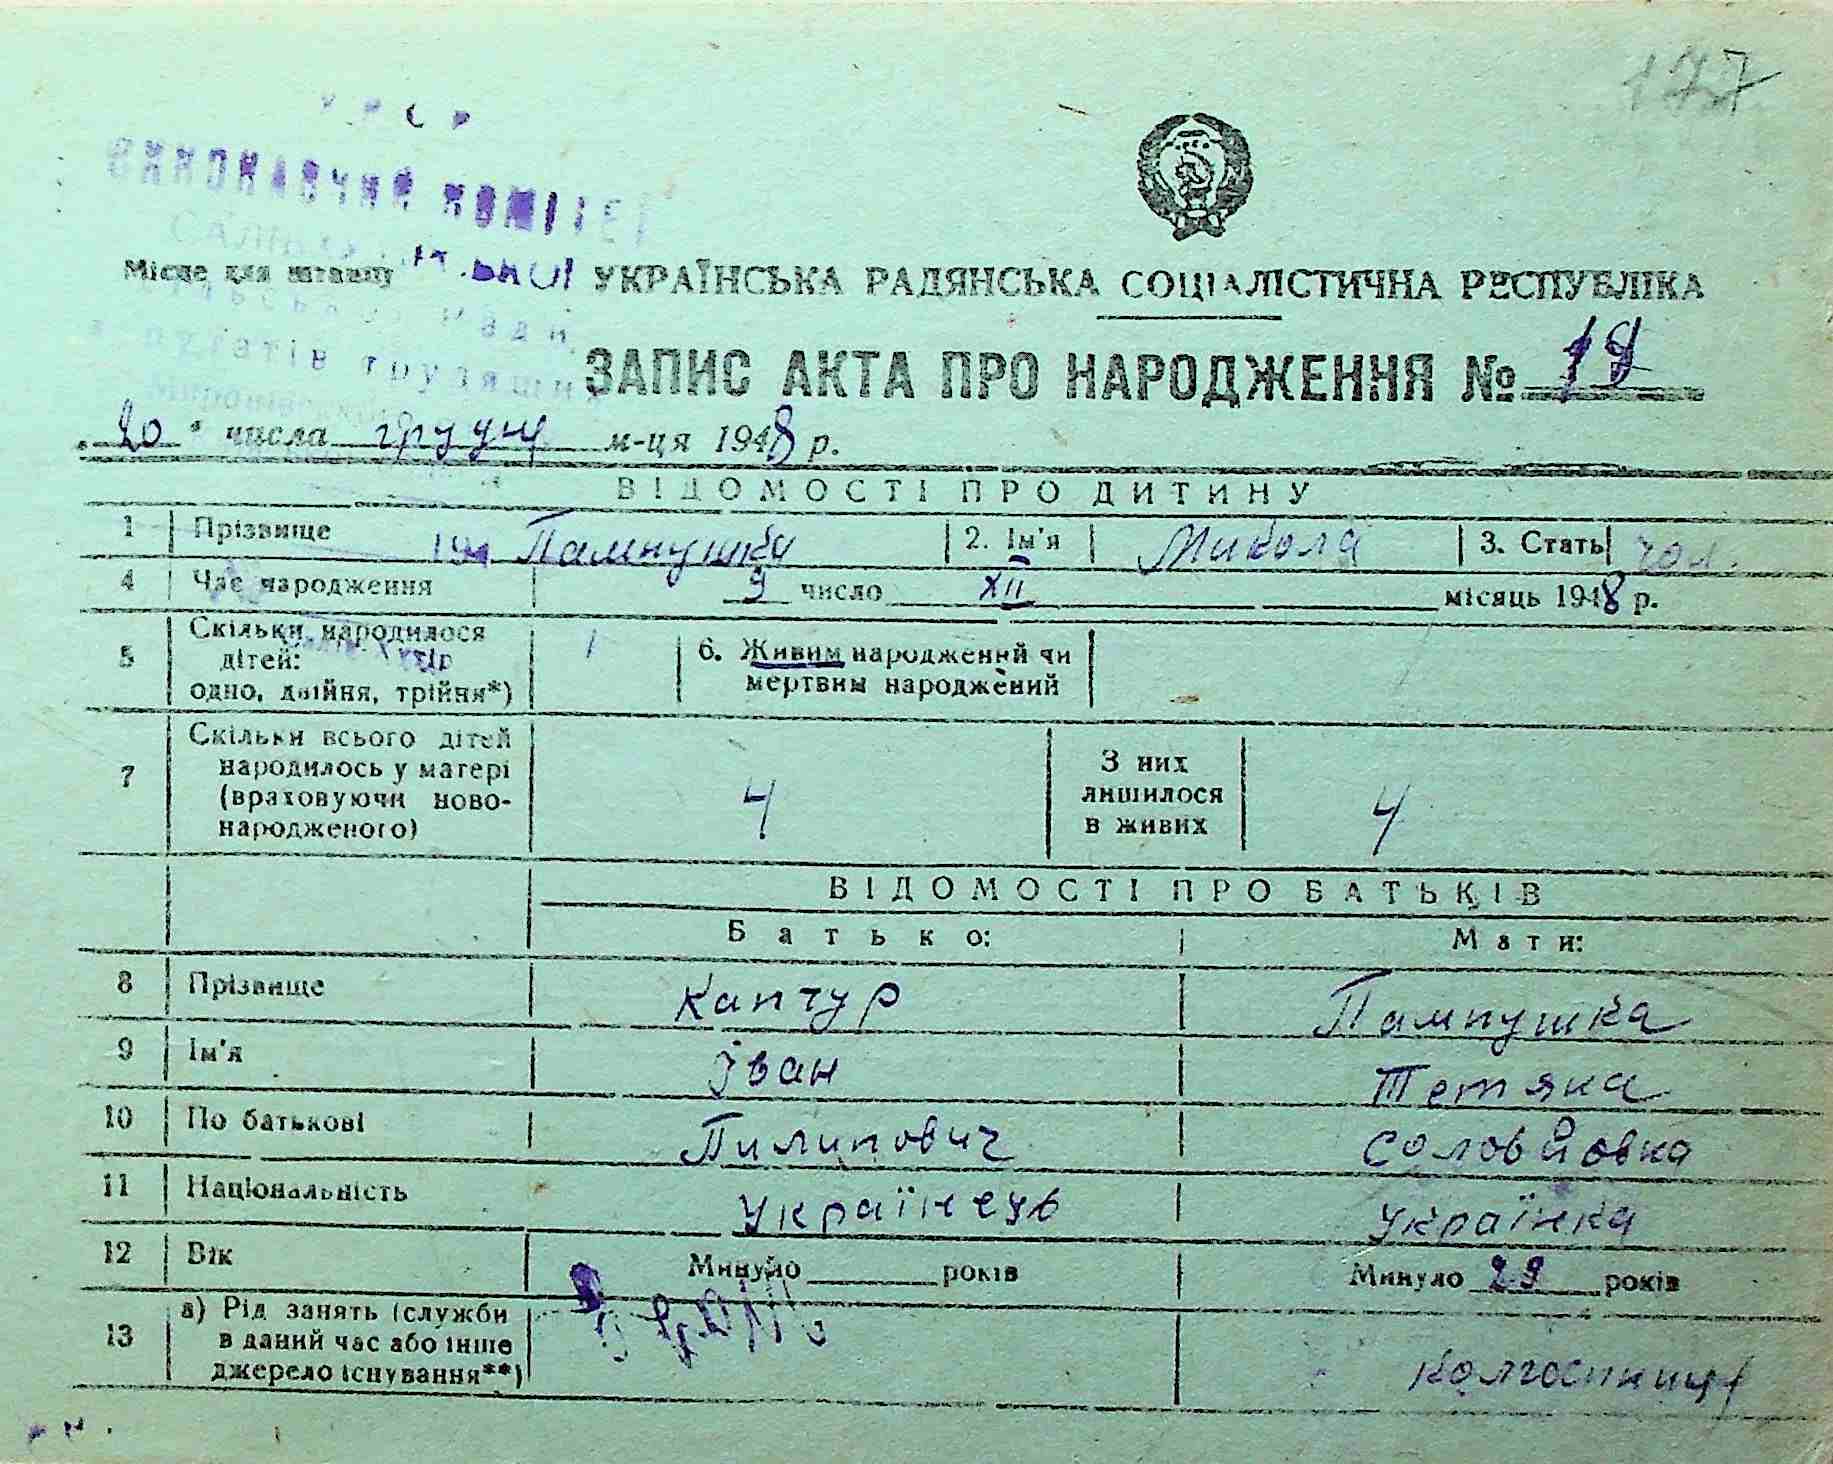 177
ВИКОНАВЧИЙ КОМІТЕТ
Місце для штампу
УКРАЇНСЬКА РАДЯНСЬКА СОЦІАЛІСТИЧНА РЕСПУБЛІКА
ЗАПИС АКТА ПРО НАРОДЖЕННЯ № 19
„20" числа грудня м-ця 1948 р.
ВІДОМОСТІ ПРО ДИТИНУ
1 Прізвище Пампушка 2. Ім'я Микола 3. Стать чол.
4 Час народження 9 число XII місяць 1948 р.
5 Скільки народилося дітей: одно, двійня, трійня*) 1 6. Живим народжений чи мертвим народжений
7 Скільки всього дітей народилось у матері (враховуючи новонародженого) 4 З них лишилося в живих 4
ВІДОМОСТІ ПРО БАТЬКІВ
Батько: Мати:
8 Прізвище Каптур Пампушка
9 Ім'я Іван Тетяна
10 По батькові Пилипович Соловйовна
11 Національність Українець Українка
12 Вік Минуло років Минуло 29 років
13 а) Рід занять (служби в даний час або інше джерело існування**) колгоспниця